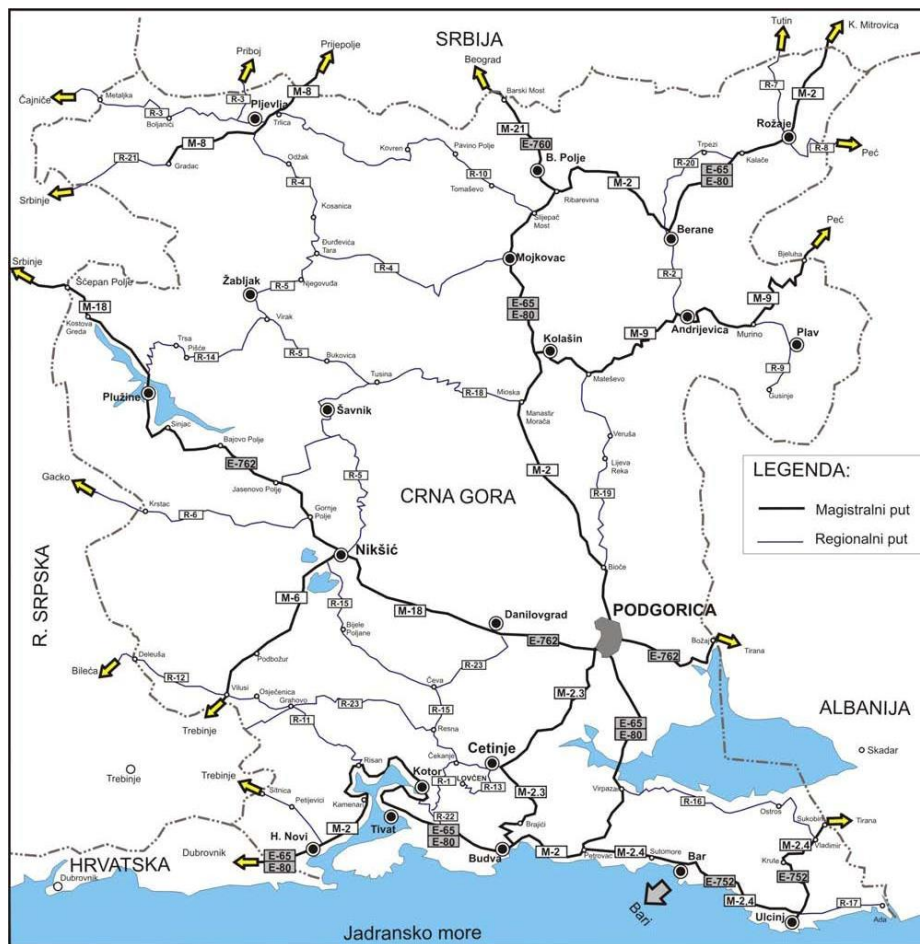 SRBIJA
Tutin
K. Mitrovica
Priboj
Prijepolje
Beograd
Čajniče
Metaljka
R-3
Boljanići
R-3
Pljevlja
M-8
Trlica
Barski Most
R-7
M-2
M-21
E-760
Rožaje
R-8
Peć
M-8
R-21
Gradac
Srbinje
Odžak
R-4
Kovren
Pavino Polje
R-10
Tomaševo
B. Polje
M-2
Ribarevina
Trpezi
R-20
Kalače
E-65
E-80
Kosanica
Slijepač
Most
Berane
Peć
Bjeluha
Đurđevića
Tara
R-4
Mojkovac
Srbinje
Šćepan Polje
M-18
Kostova
Greda
Žabljak
R-5
Njegovuđa
R-2
E-65
E-80
M-9
M-9
Andrijevica
Murino
Plav
R-9
Gusinje
Virak
Trsa
Pišče
R-14
R-5
Bukovica
Kolašin
Mateševo
Plužine
Tusina
R-18
Mioska
Manastir
Morača
Šavnik
Sinjac
Bajovo Polje
E-762
Jasenovo Polje
R-5
Veruša
Lijeva
Reka
R-19
M-2
Gacko
Krstac
R-6
Gornje
Polje
CRNA GORA
LEGENDA:
Magistralni put
Regionalni put
Nikšić
Bioče
R. SRPSKA
M-6
R-15
M-18
Danilovgrad
PODGORICA
Bijele
Poljane
E-762
E-762
Božaj
Tirana
Bileća
Deleuša
R-12
Podbožur
R-23
Vilusi
Osječenica
Grahovo
R-23
Čeva
R-15
M-2.3
E-65
E-80
ALBANIJA
Trebinje
R-11
Resna
Skadar
Trebinje
Trebinje
Sitnica
Risan
Čekanje
Cetinje
Kotor
R-1
LOVĆEN
R-13
M-2.3
Petijevići
Kamenari
Virpazar
R-16
Ostros
Sukobin
Tirana
Tivat
R-22
E-65
E-80
Brajići
M-2.4
Vladimir
M-2
H. Novi
Dubrovnik
E-65
E-80
Budva
M-2
Petrovac
M-2.4
Sutomore
Bar
Krute
E-752
HRVATSKA
Dubrovnik
E-752
M-2.4
R-17
Ada
Bari
Ulcinj
Jadransko more